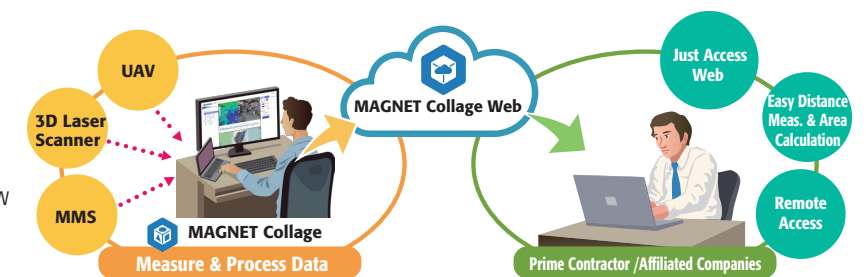 UAV
3D Laser
Scanner
MMS
W
MAGNET Collage
Measure & Process Data
MAGNET Collage Web
Just Access
Web
Easy Distance
Meas. & Area
Calculation
Remote
Access
Prime Contractor /Affiliated Companies